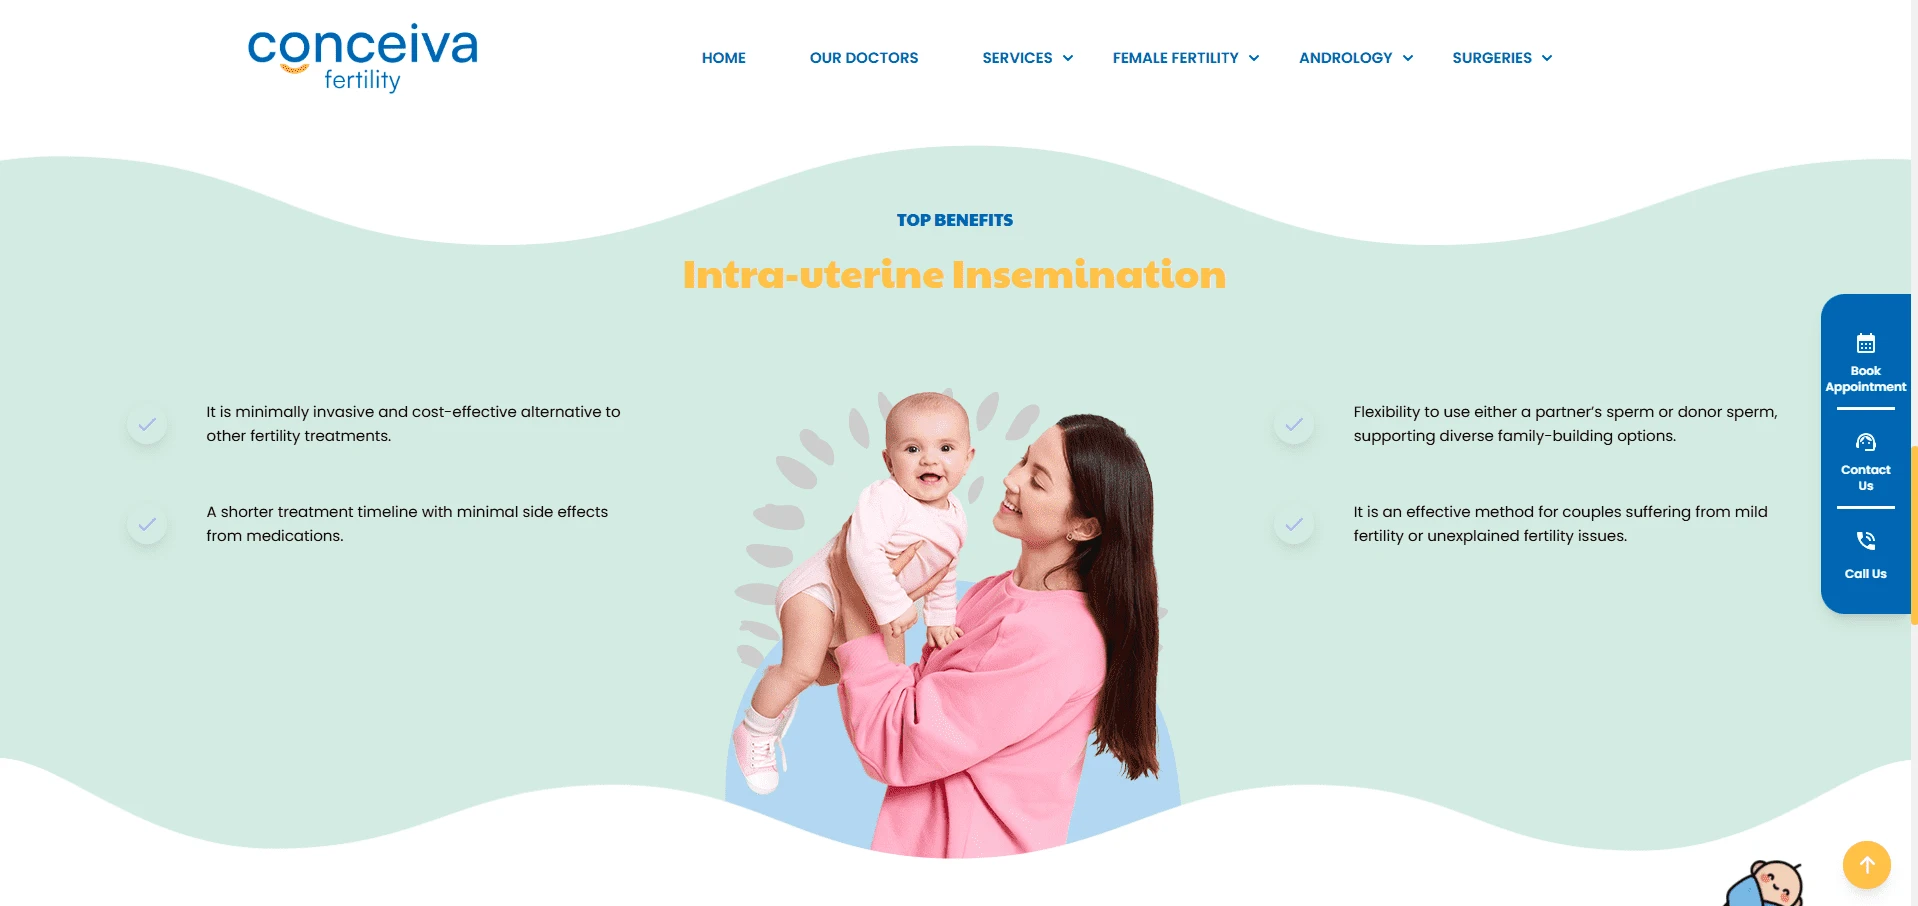 conceiva
fertility
HOME
OUR DOCTORS
SERVICES
FEMALE FERTILITY
ANDROLOGY
SURGERIES
TOP BENEFITS
Intra-uterine Insemination
It is minimally invasive and cost-effective alternative to
other fertility treatments.
A shorter treatment timeline with minimal side effects
from medications.
Flexibility to use either a partner's sperm or donor sperm,
supporting diverse family-building options.
It is an effective method for couples suffering from mild
fertility or unexplained fertility issues.
Book
Appointment
Contact
Us
Call Us